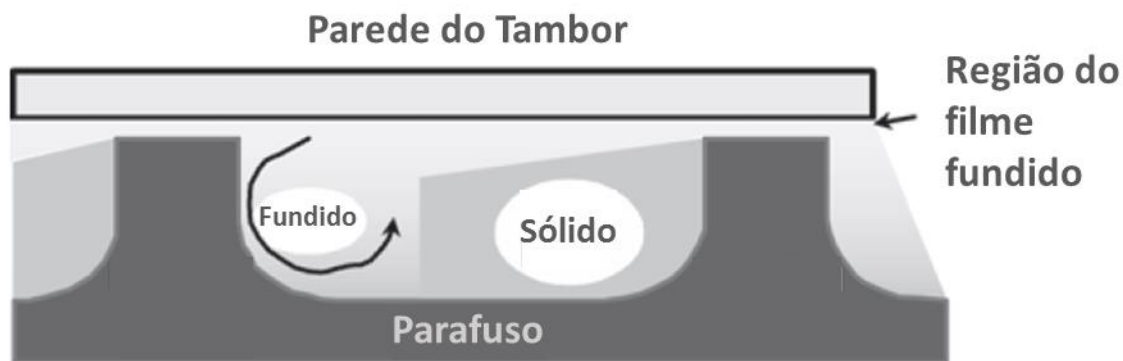 Parede do Tambor
Região do
filme
fundido
Fundido
Sólido
Parafuso